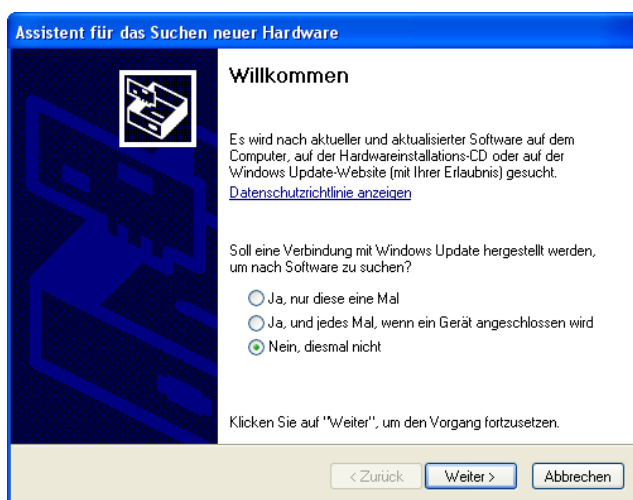 Assistent für das Suchen neuer Hardware
Willkommen
Es wird nach aktueller und aktualisierter Software auf dem
Computer, auf der Hardwareinstallations-CD oder auf der
Windows Update-Website (mit Ihrer Erlaubnis) gesucht.
Datenschutzrichtlinie anzeigen
Soll eine Verbindung mit Windows Update hergestellt werden,
um nach Software zu suchen?
Ja, nur diese eine Mal
Ja, und jedes Mal, wenn ein Gerät angeschlossen wird
Nein, diesmal nicht
Klicken Sie auf "Weiter", um den Vorgang fortzusetzen.
< Zurück Weiter > Abbrechen